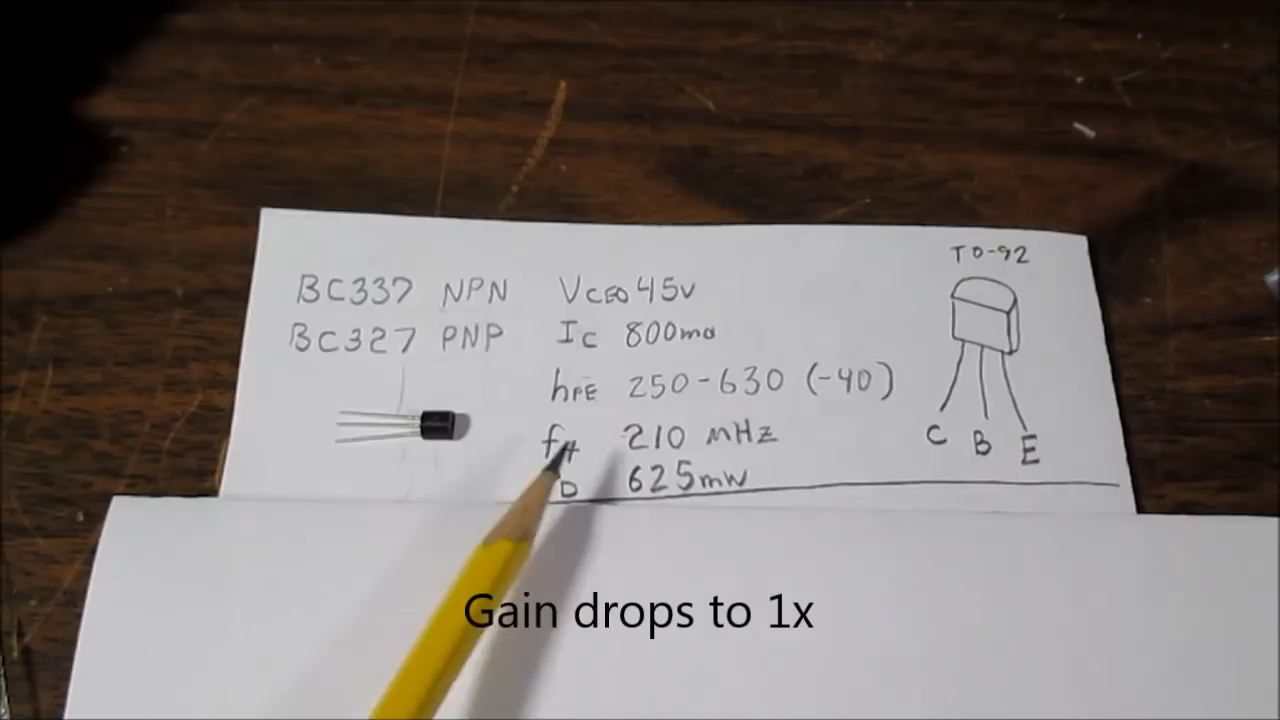 TO-92
BC337 NPN VCEO 45V
BC327 PNP IC 800ma
hFE 250-630 (-40)
210 MHz
D 625mW
C B E
Gain drops to 1x